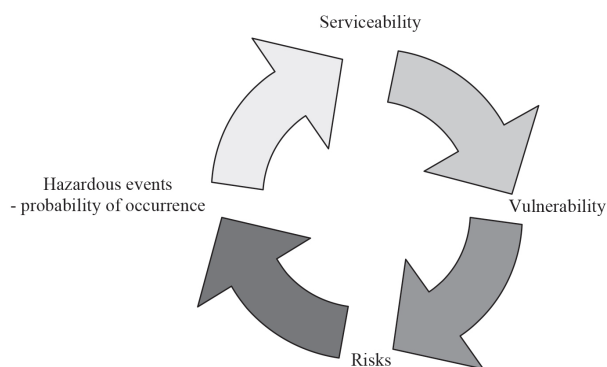 Serviceability
Hazardous events
- probability of occurrence
Vulnerability
Risks